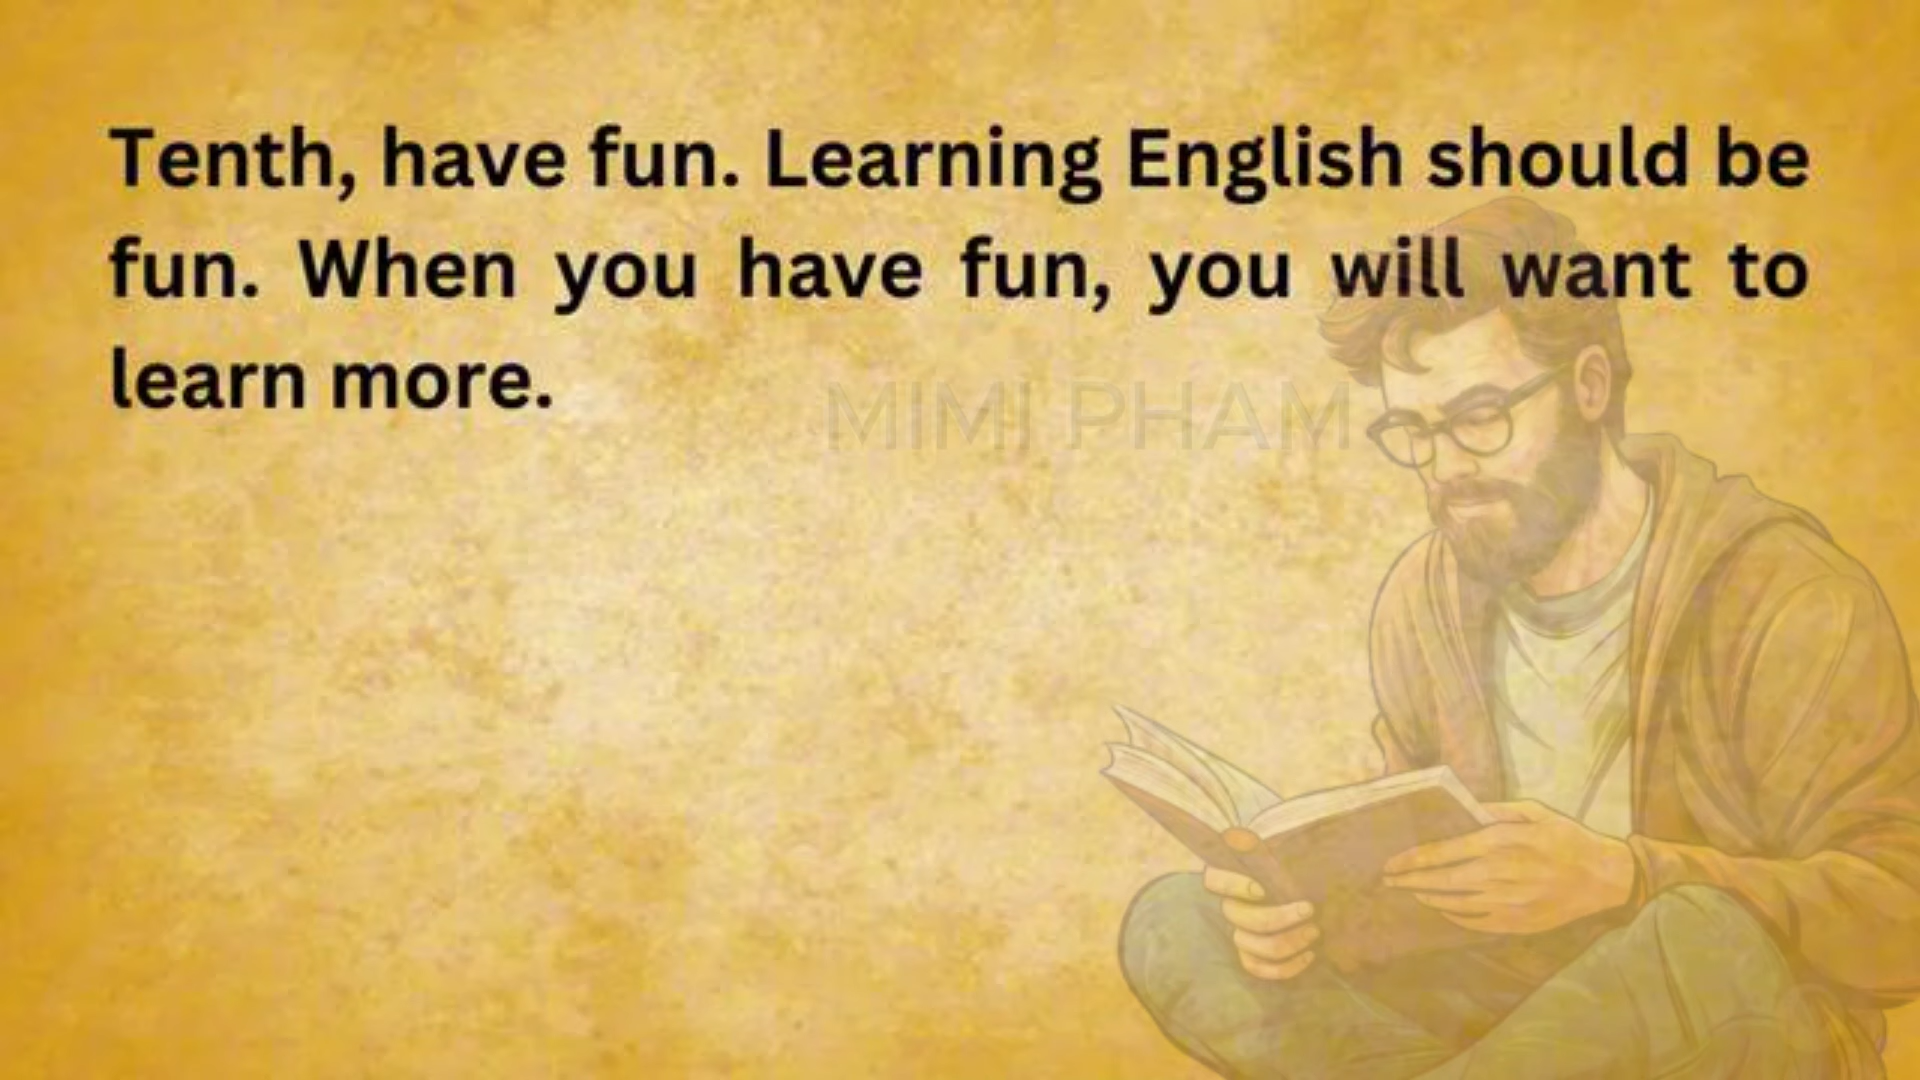 Tenth, have fun. Learning English should be
fun. When you have fun, you will want to
learn more.
MIMI PHAM